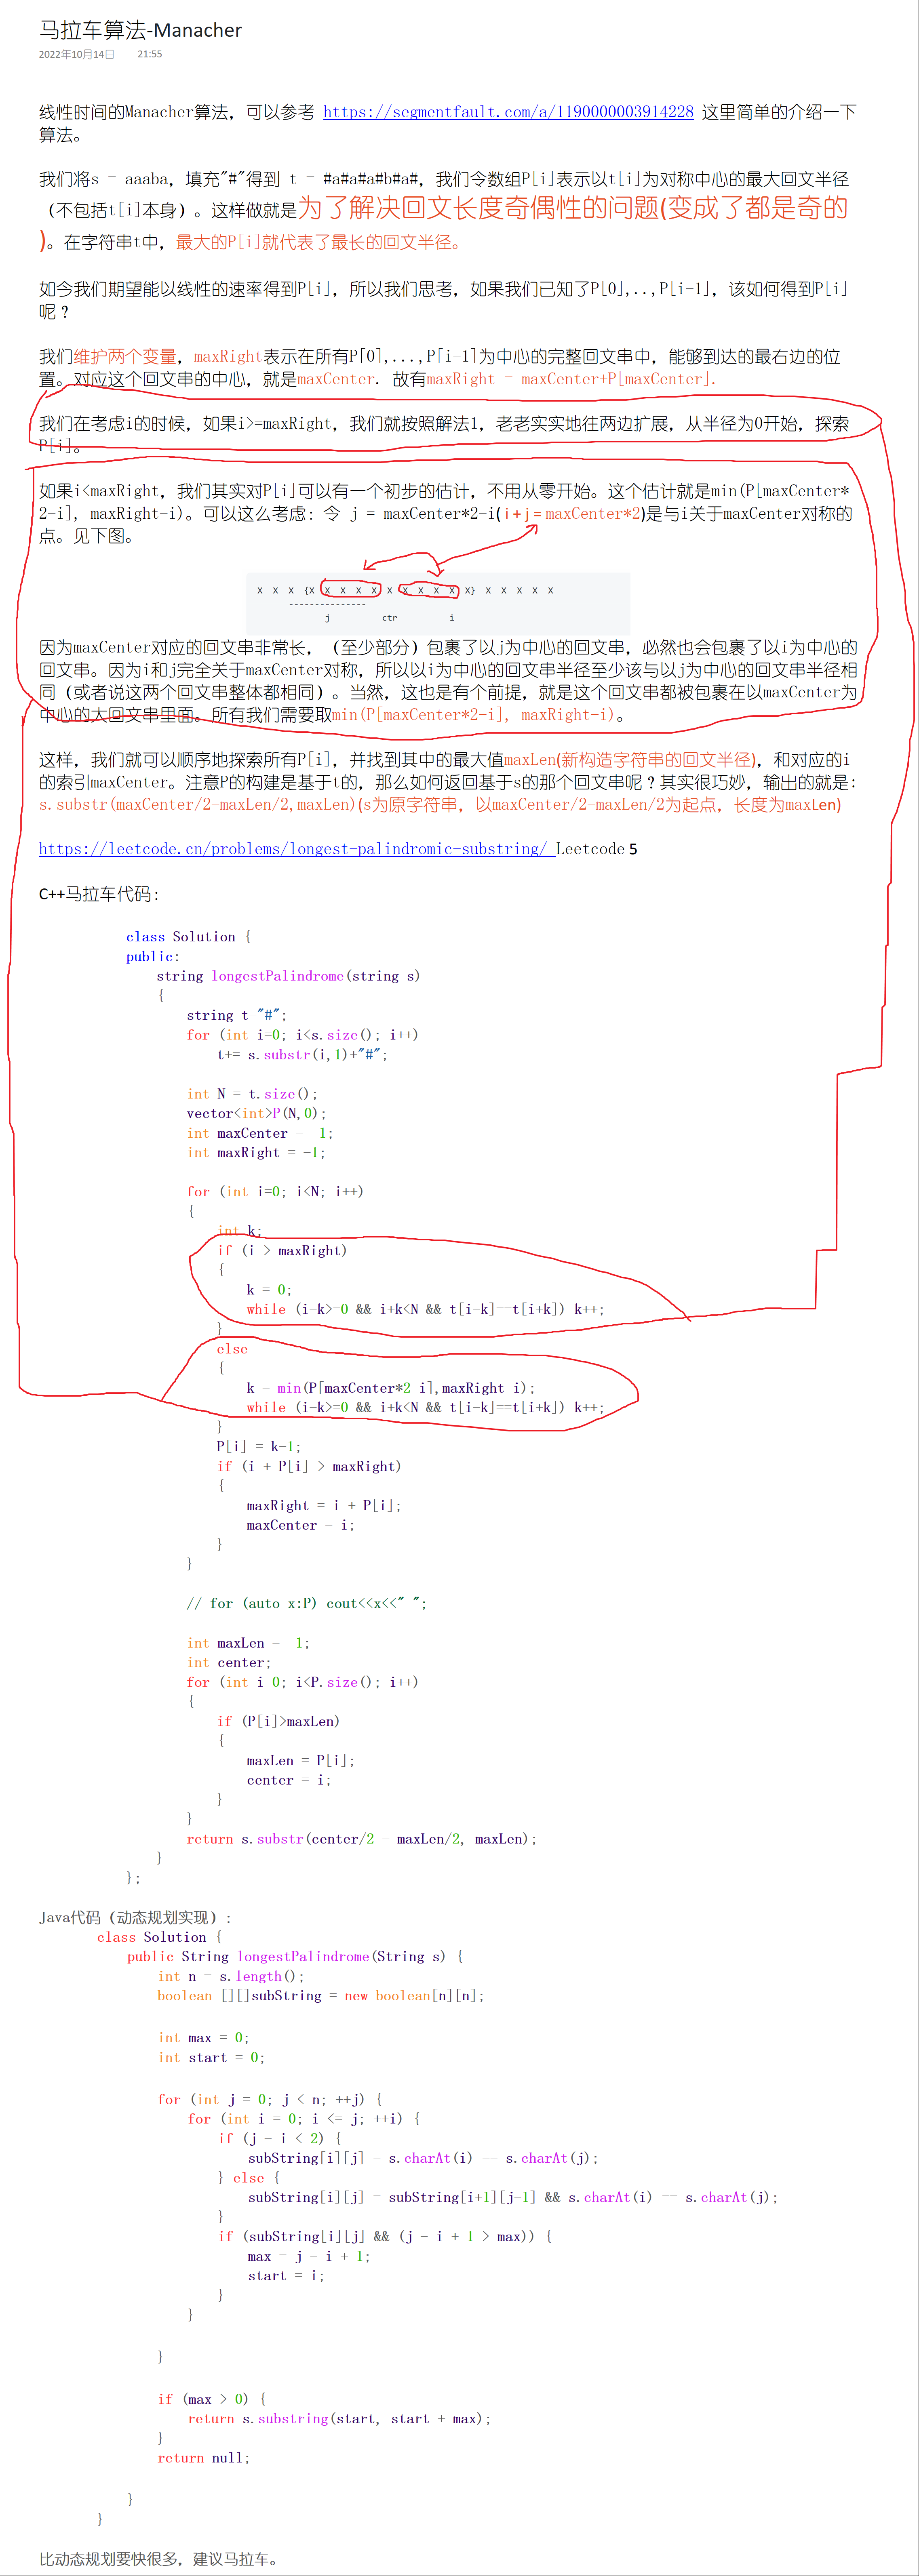 马拉车算法-Manacher
2022年10月14日 21:55
线性时间的Manacher算法，可以参考 https://segmentfault.com/a/1190000003914228 这里简单的介绍一下
算法。
我们将s = aaaba，填充"#"得到 t = #a#a#a#b#a#，我们令数组P[i]表示以t[i]为对称中心的最大回文半径
（不包括t[i]本身）。这样做就是为了解决回文长度奇偶性的问题(变成了都是奇的
)。在字符串t中，最大的P[i]就代表了最长的回文半径。
如今我们期望能以线性的速率得到P[i]，所以我们思考，如果我们已知了P[0],..,P[i-1]，该如何得到P[i]
呢？
我们维护两个变量，maxRight表示在所有P[0],...,P[i-1]为中心的完整回文串中，能够到达的最右边的位
置。对应这个回文串的中心，就是maxCenter. 故有maxRight = maxCenter+P[maxCenter].
我们在考虑i的时候，如果i>=maxRight，我们就按照解法1，老老实实地往两边扩展，从半径为0开始，探索
P[i]。
如果i<maxRight，我们其实对P[i]可以有一个初步的估计，不用从零开始。这个估计就是min(P[maxCenter*
2-i], maxRight-i)。可以这么考虑：令 j = maxCenter*2-i( i + j = maxCenter*2)是与i关于maxCenter对称的
点。见下图。
x x x {x x x x x x x x x x x} x x x x x
---------------
j ctr i
因为maxCenter对应的回文串非常长，（至少部分）包裹了以j为中心的回文串，必然也会包裹了以i为中心的
回文串。因为i和j完全关于maxCenter对称，所以以i为中心的回文串半径至少该与以j为中心的回文串半径相
同（或者说这两个回文串整体都相同）。当然，这也是有个前提，就是这个回文串都被包裹在以maxCenter为
中心的大回文串里面。所有我们需要取min(P[maxCenter*2-i], maxRight-i)。
这样，我们就可以顺序地探索所有P[i]，并找到其中的最大值maxLen(新构造字符串的回文半径)，和对应的i
的索引maxCenter。注意P的构建是基于t的，那么如何返回基于s的那个回文串呢？其实很巧妙，输出的就是：
s.substr(maxCenter/2-maxLen/2,maxLen)(s为原字符串，以maxCenter/2-maxLen/2为起点，长度为maxLen)
https://leetcode.cn/problems/longest-palindromic-substring/ Leetcode 5
C++马拉车代码：
class Solution {
public:
string longestPalindrome(string s)
{
string t="#";
for (int i=0; i<s.size(); i++)
t+= s.substr(i,1)+"#";
int N = t.size();
vector<int>P(N,0);
int maxCenter = -1;
int maxRight = -1;
for (int i=0; i<N; i++)
{
int k;
if (i > maxRight)
{
k = 0;
while (i-k>=0 && i+k<N && t[i-k]==t[i+k]) k++;
}
else
{
k = min(P[maxCenter*2-i],maxRight-i);
while (i-k>=0 && i+k<N && t[i-k]==t[i+k]) k++;
}
P[i] = k-1;
if (i + P[i] > maxRight)
{
maxRight = i + P[i];
maxCenter = i;
}
}
// for (auto x:P) cout<<x<<" ";
int maxLen = -1;
int center;
for (int i=0; i<P.size(); i++)
{
if (P[i]>maxLen)
{
maxLen = P[i];
center = i;
}
}
return s.substr(center/2 - maxLen/2, maxLen);
}
};
Java代码（动态规划实现）：
class Solution {
public String longestPalindrome(String s) {
int n = s.length();
boolean [][]subString = new boolean[n][n];
int max = 0;
int start = 0;
for (int j = 0; j < n; ++j) {
for (int i = 0; i <= j; ++i) {
if (j - i < 2) {
subString[i][j] = s.charAt(i) == s.charAt(j);
} else {
subString[i][j] = subString[i+1][j-1] && s.charAt(i) == s.charAt(j);
}
if (subString[i][j] && (j - i + 1 > max)) {
max = j - i + 1;
start = i;
}
}
}
if (max > 0) {
return s.substring(start, start + max);
}
return null;
}
}
比动态规划要快很多，建议马拉车。